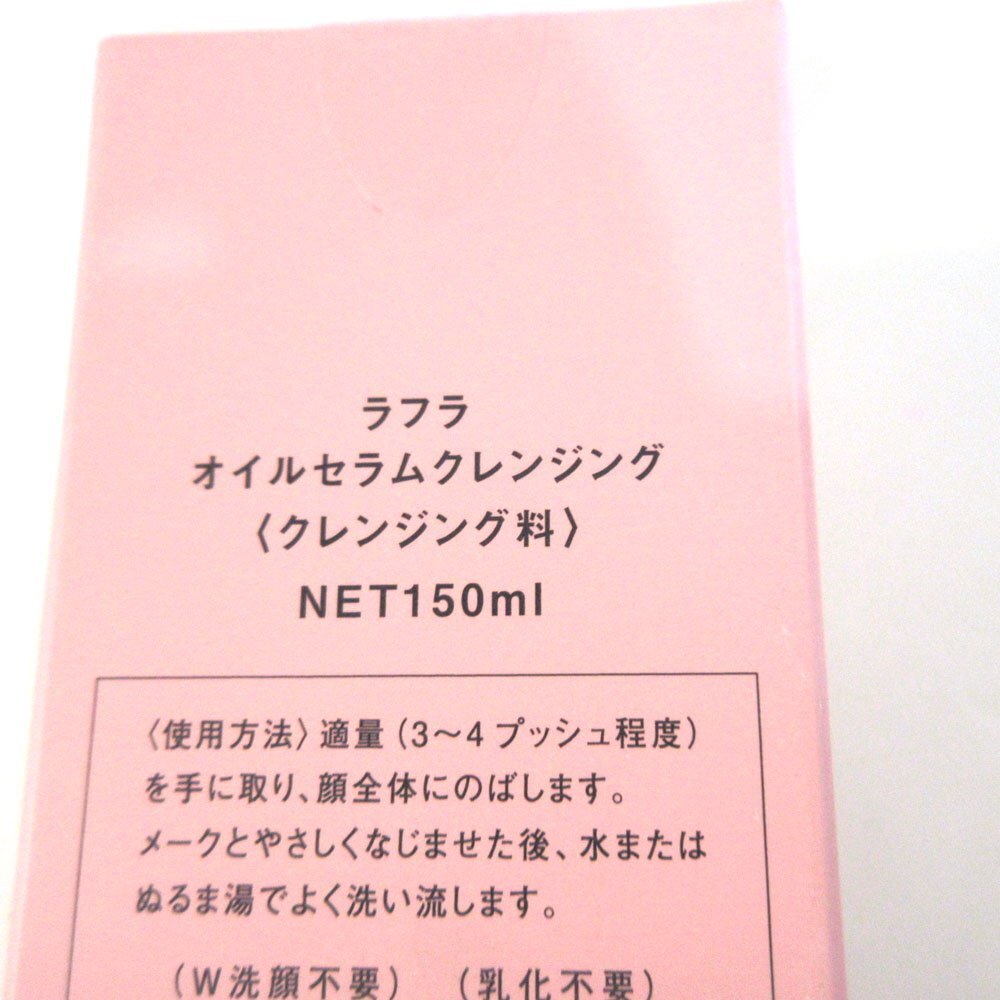 ラフラ
オイルセラムクレンジング
〈クレンジング料〉
NET150ml
〈使用方法〉適量（3〜4プッシュ程度）
を手に取り、顔全体にのばします。
メークとやさしくなじませた後、水または
ぬるま湯でよく洗い流します。
（W洗顔不要）（乳化不要）